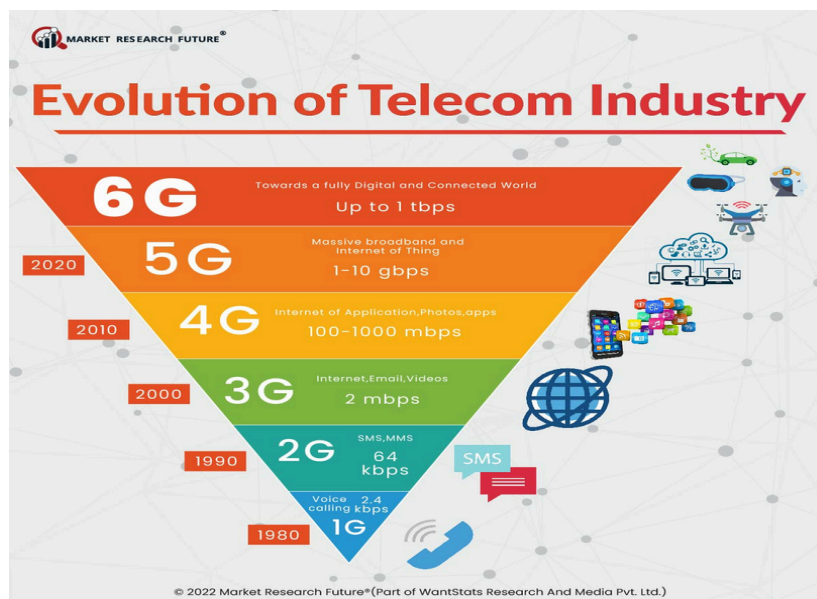 MARKET RESEARCH FUTURE®
Evolution of Telecom Industry
6G
Towards a fully Digital and Connected World
Up to 1 tbps
2020
5G
Massive broadband and
Internet of Thing
1-10 gbps
2010
4G
Internet of Application,Photos,apps
100-1000 mbps
2000
3G
Internet,Email,Videos
2 mbps
1990
2G
SMS,MMS
64
kbps
SMS
1980
Voice 2.4
calling kbps
1G
© 2022 Market Research Future®(Part of WantStats Research And Media Pvt. Ltd.)